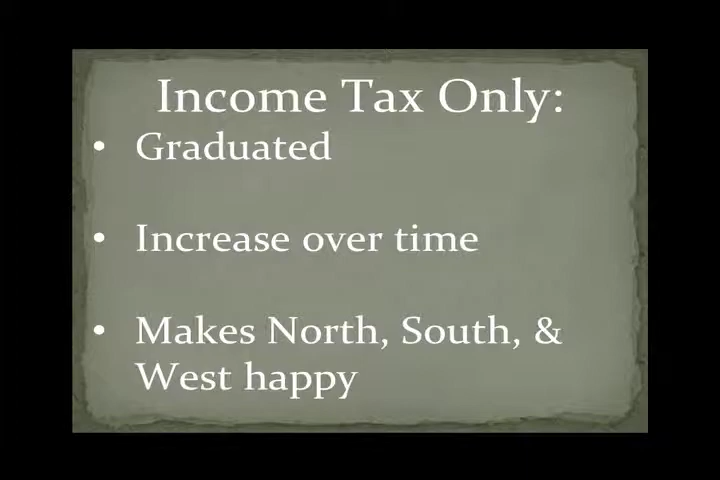 Income Tax Only:
• Graduated
• Increase over time
• Makes North, South, &
West happy